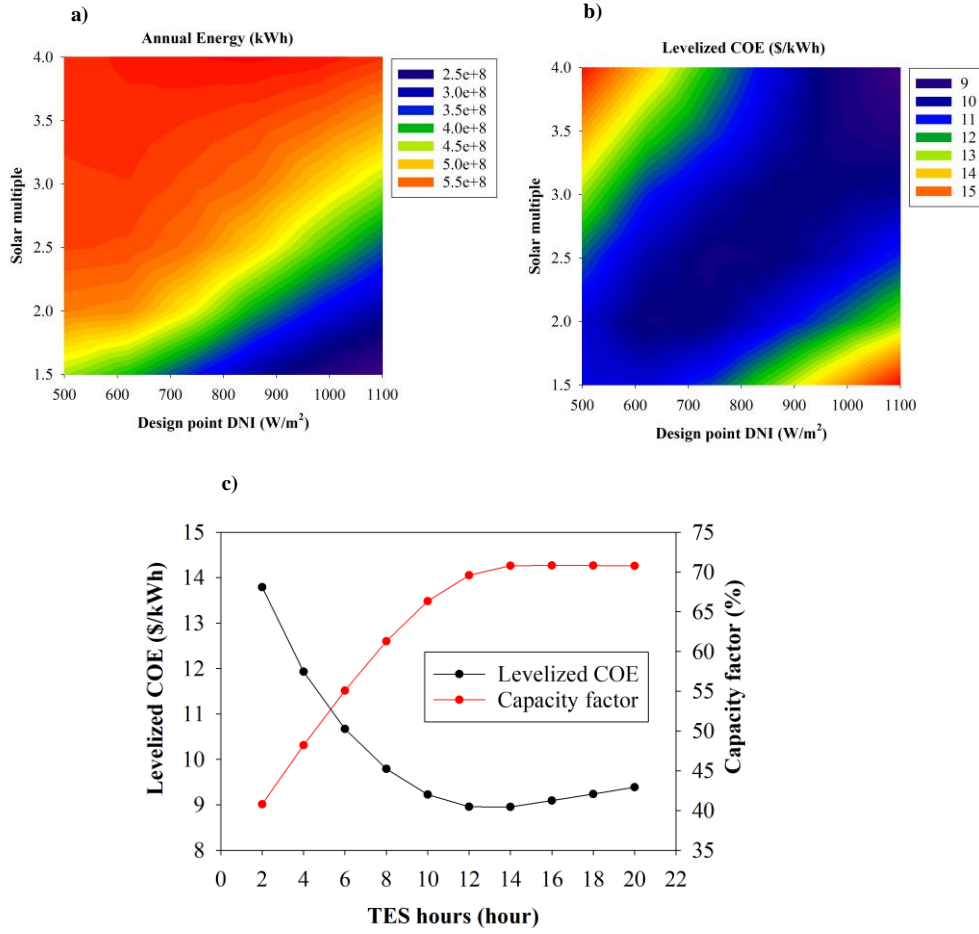 a)
Annual Energy (kWh)
4.0
3.5
3.0
2.5
2.0
1.5
Solar multiple
500 600 700 800 900 1000 1100
Design point DNI (W/m²)
2.5e+8
3.0e+8
3.5e+8
4.0e+8
4.5e+8
5.0e+8
5.5e+8
b)
Levelized COE ($/kWh)
4.0
3.5
3.0
2.5
2.0
1.5
Solar multiple
500 600 700 800 900 1000 1100
Design point DNI (W/m²)
9
10
11
12
13
14
15
c)
15
14
13
12
11
10
9
8
Levelized COE ($/kWh)
Levelized COE
Capacity factor
75
70
65
60
55
50
45
40
35
Capacity factor (%)
0 2 4 6 8 10 12 14 16 18 20 22
TES hours (hour)